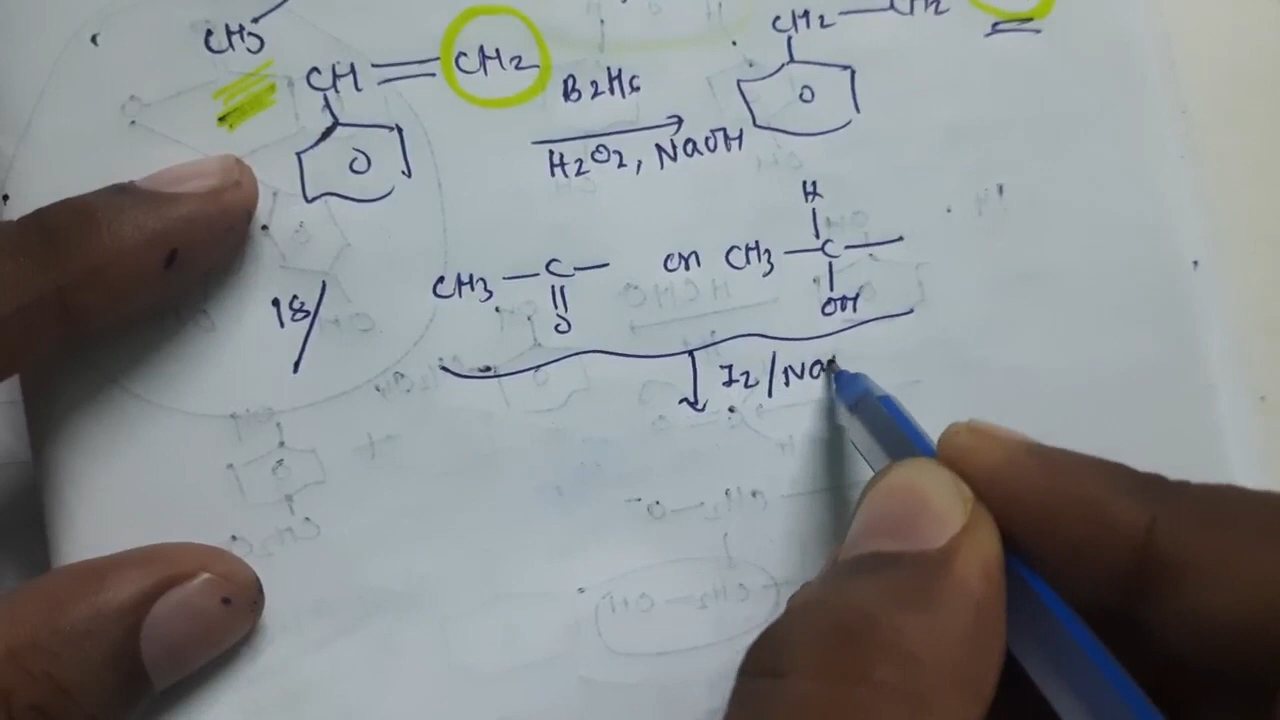 CH3
CH2
CH = CH2
B2H6
H2O2, NaOH
O
O
H
CH3 — C — or CH3 — C —
O
OH
18/
I2/Na